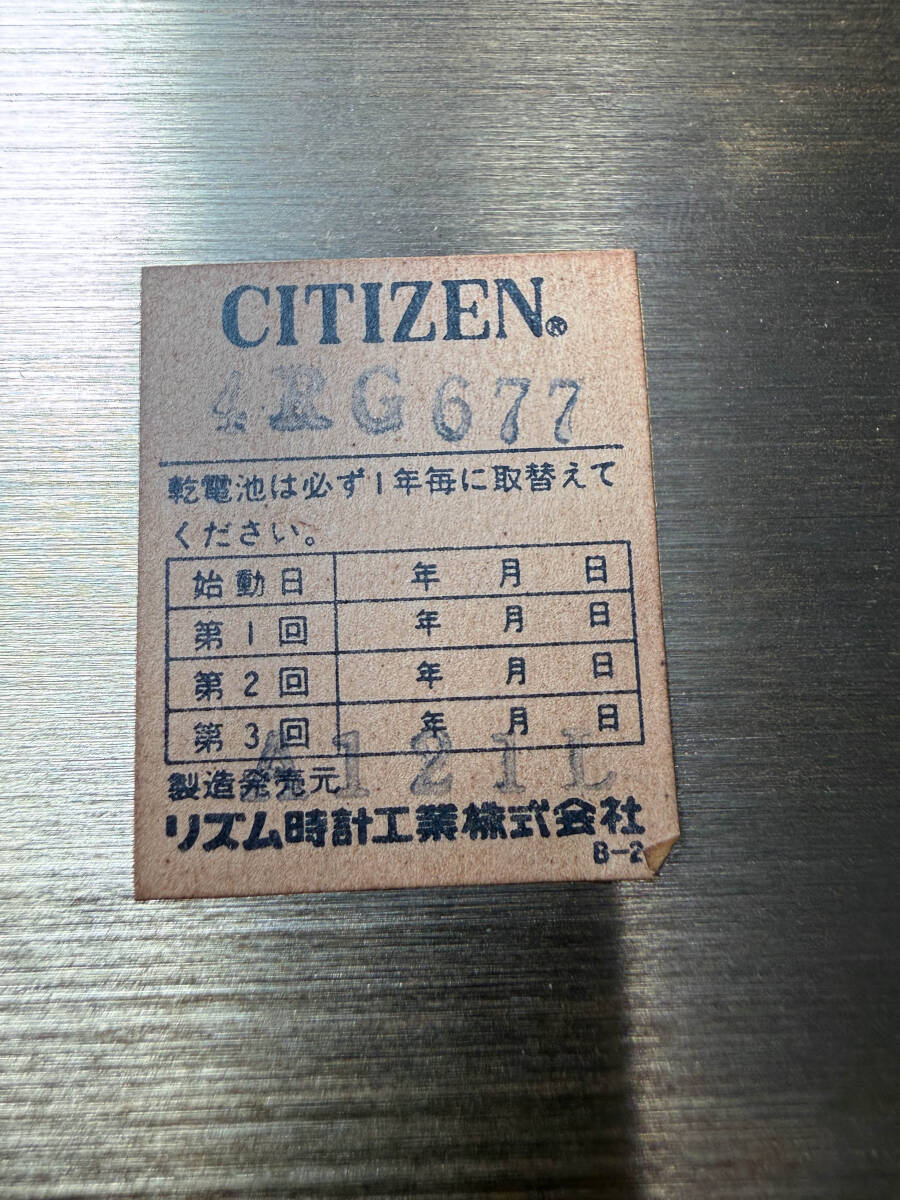 CITIZEN®
4RG677
乾電池は必ず1年毎に取替えて
ください。
始動日 年 月 日
第1回 年 月 日
第2回 年 月 日
第3回 年 月 日
A121L
製造発売元
リズム時計工業株式会社
B-2